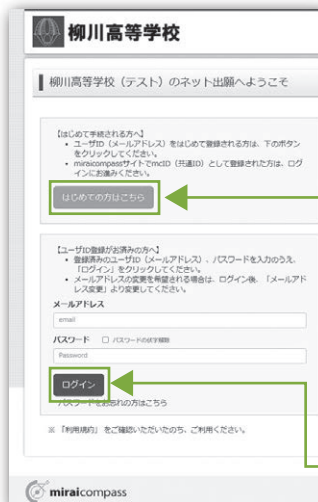 柳川高等学校
柳川高等学校（テスト）のネット出願へようこそ
【はじめて手続される方へ】
• ユーザID（メールアドレス）をはじめて登録される方は、下のボタン
をクリックしてください。
• miraicompassサイトでmcID（共通ID）として登録された方は、ログ
インにお進みください。
はじめての方はこちら
【ユーザID登録がお済みの方へ】
• 登録済みのユーザID（メールアドレス）、パスワードを入力のうえ、
「ログイン」をクリックしてください。
• メールアドレスの変更を希望される場合は、ログイン後、「メールアド
レス変更」より変更してください。
メールアドレス
email
パスワード □ パスワードの伏字解除
Password
ログイン
パスワードをお忘れの方はこちら
※ 「利用規約」 をご確認いただいたのち、ご利用ください。
miraicompass